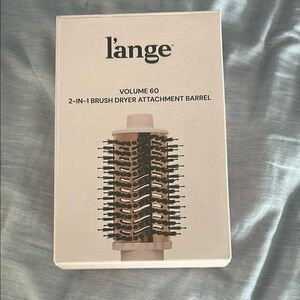 l'ange
VOLUME 60
2-IN-1 BRUSH DRYER ATTACHMENT BARREL